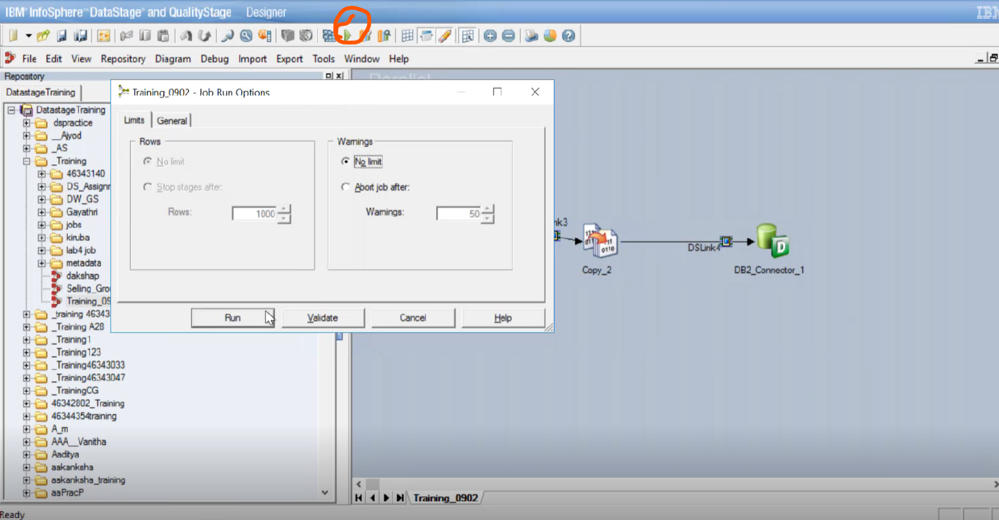 IBM InfoSphere DataStage and QualityStage Designer
IBM
File Edit View Repository Diagram Debug Import Export Tools Window Help
Repository
DatastageTraining
DatastageTraining
dspractice
__Ajyod
_AS
_Training
46343140
DS_Assignr
DW_GS
Gayathri
jobs
kiruba
lab4 job
metadata
dakshap
Selling_Gro
Training_09
_training 46343
_Training A28
_Training1
_Training123
_Training46343033
_Training46343047
_TrainingCG
46342802_Training
46344354training
A_m
AAA__Vanitha
Aaditya
aakanksha
aakanksha_training
aaPracP
Training_0902 - Job Run Options
Limits General
Rows
No limit
Stop stages after:
Rows: 1000
Warnings
No limit
Abort job after:
Warnings: 50
Run Validate Cancel Help
Parallel
nk3
Copy_2
DSLink4
DB2_Connector_1
Training_0902
Ready